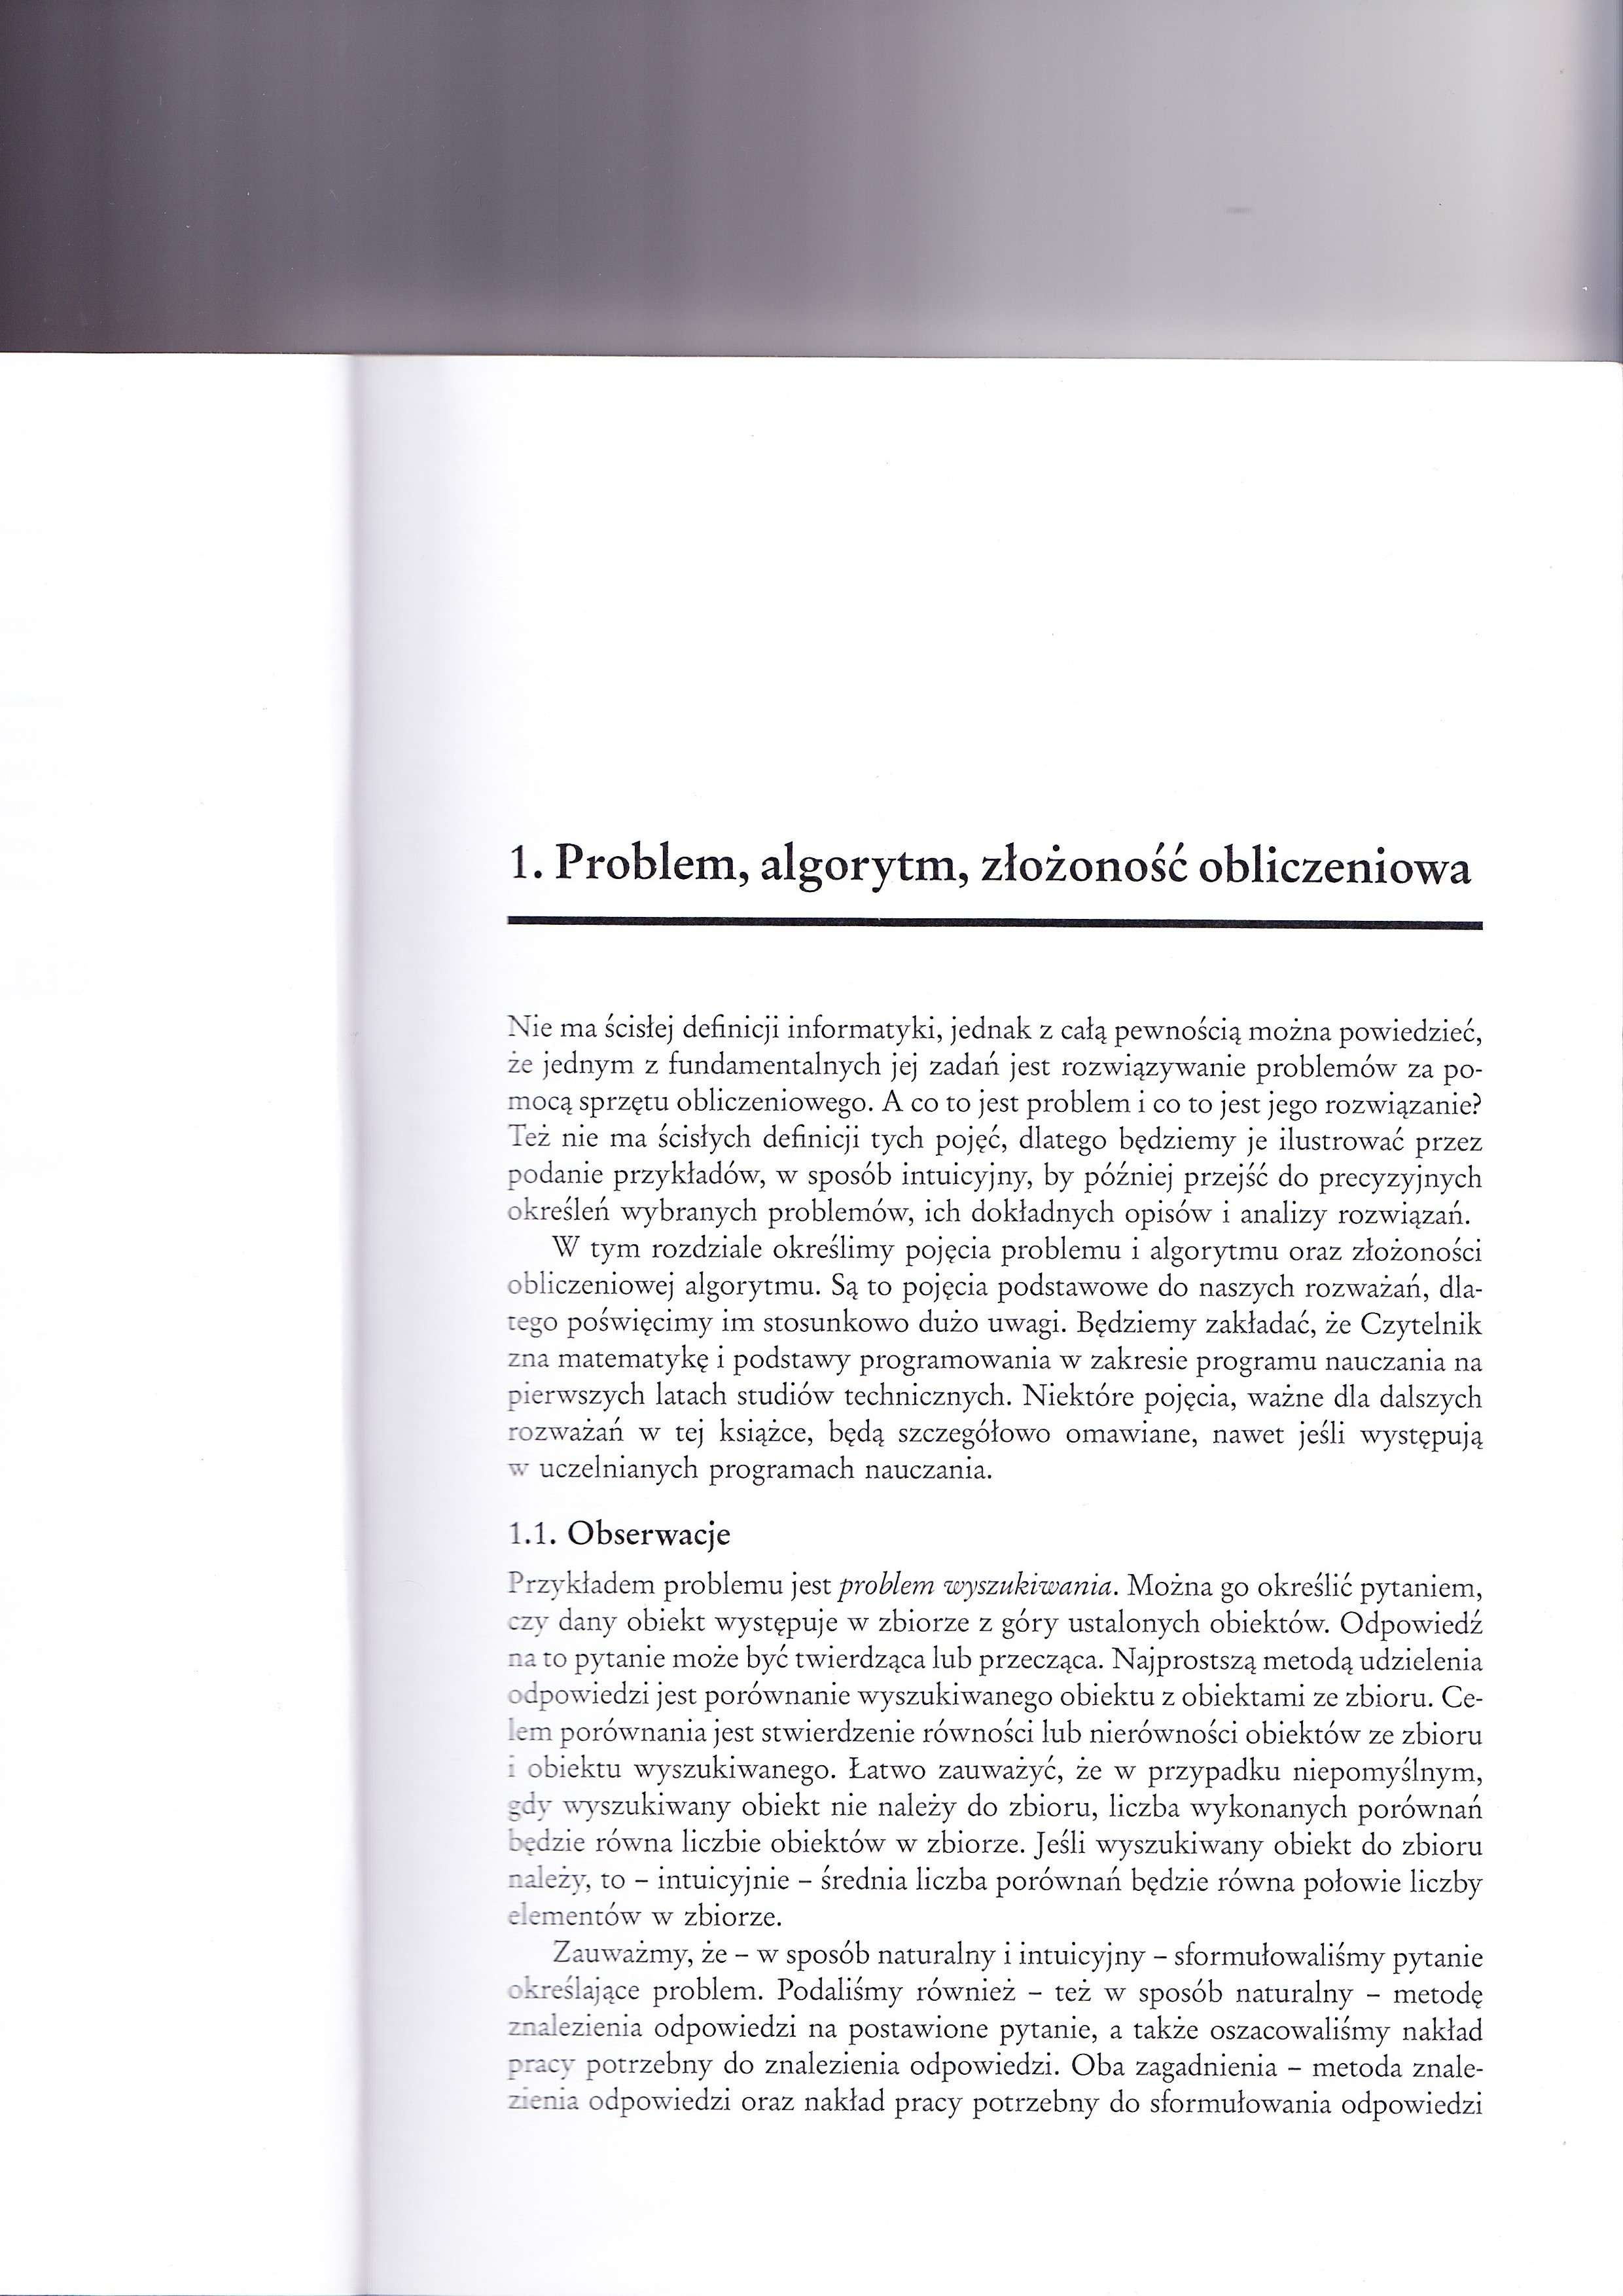 1. Problem, algorytm, złożoność obliczeniowa
Nie ma ścisłej definicji informatyki, jednak z całą pewnością można powiedzieć,
że jednym z fundamentalnych jej zadań jest rozwiązywanie problemów za po-
mocą sprzętu obliczeniowego. A co to jest problem i co to jest jego rozwiązanie?
Też nie ma ścisłych definicji tych pojęć, dlatego będziemy je ilustrować przez
podanie przykładów, w sposób intuicyjny, by później przejść do precyzyjnych
określeń wybranych problemów, ich dokładnych opisów i analizy rozwiązań.
W tym rozdziale określimy pojęcia problemu i algorytmu oraz złożoności
obliczeniowej algorytmu. Są to pojęcia podstawowe do naszych rozważań, dla-
tego poświęcimy im stosunkowo dużo uwagi. Będziemy zakładać, że Czytelnik
zna matematykę i podstawy programowania w zakresie programu nauczania na
pierwszych latach studiów technicznych. Niektóre pojęcia, ważne dla dalszych
rozważań w tej książce, będą szczegółowo omawiane, nawet jeśli występują
w uczelnianych programach nauczania.
1.1. Obserwacje
Przykładem problemu jest problem wyszukiwania. Można go określić pytaniem,
czy dany obiekt występuje w zbiorze z góry ustalonych obiektów. Odpowiedź
na to pytanie może być twierdząca lub przecząca. Najprostszą metodą udzielenia
odpowiedzi jest porównanie wyszukiwanego obiektu z obiektami ze zbioru. Ce-
lem porównania jest stwierdzenie równości lub nierówności obiektów ze zbioru
i obiektu wyszukiwanego. Łatwo zauważyć, że w przypadku niepomyślnym,
gdy wyszukiwany obiekt nie należy do zbioru, liczba wykonanych porównań
będzie równa liczbie obiektów w zbiorze. Jeśli wyszukiwany obiekt do zbioru
należy, to – intuicyjnie – średnia liczba porównań będzie równa połowie liczby
elementów w zbiorze.
Zauważmy, że – w sposób naturalny i intuicyjny – sformułowaliśmy pytanie
określające problem. Podaliśmy również – też w sposób naturalny – metodę
znalezienia odpowiedzi na postawione pytanie, a także oszacowaliśmy nakład
pracy potrzebny do znalezienia odpowiedzi. Oba zagadnienia – metoda znale-
zienia odpowiedzi oraz nakład pracy potrzebny do sformułowania odpowiedzi